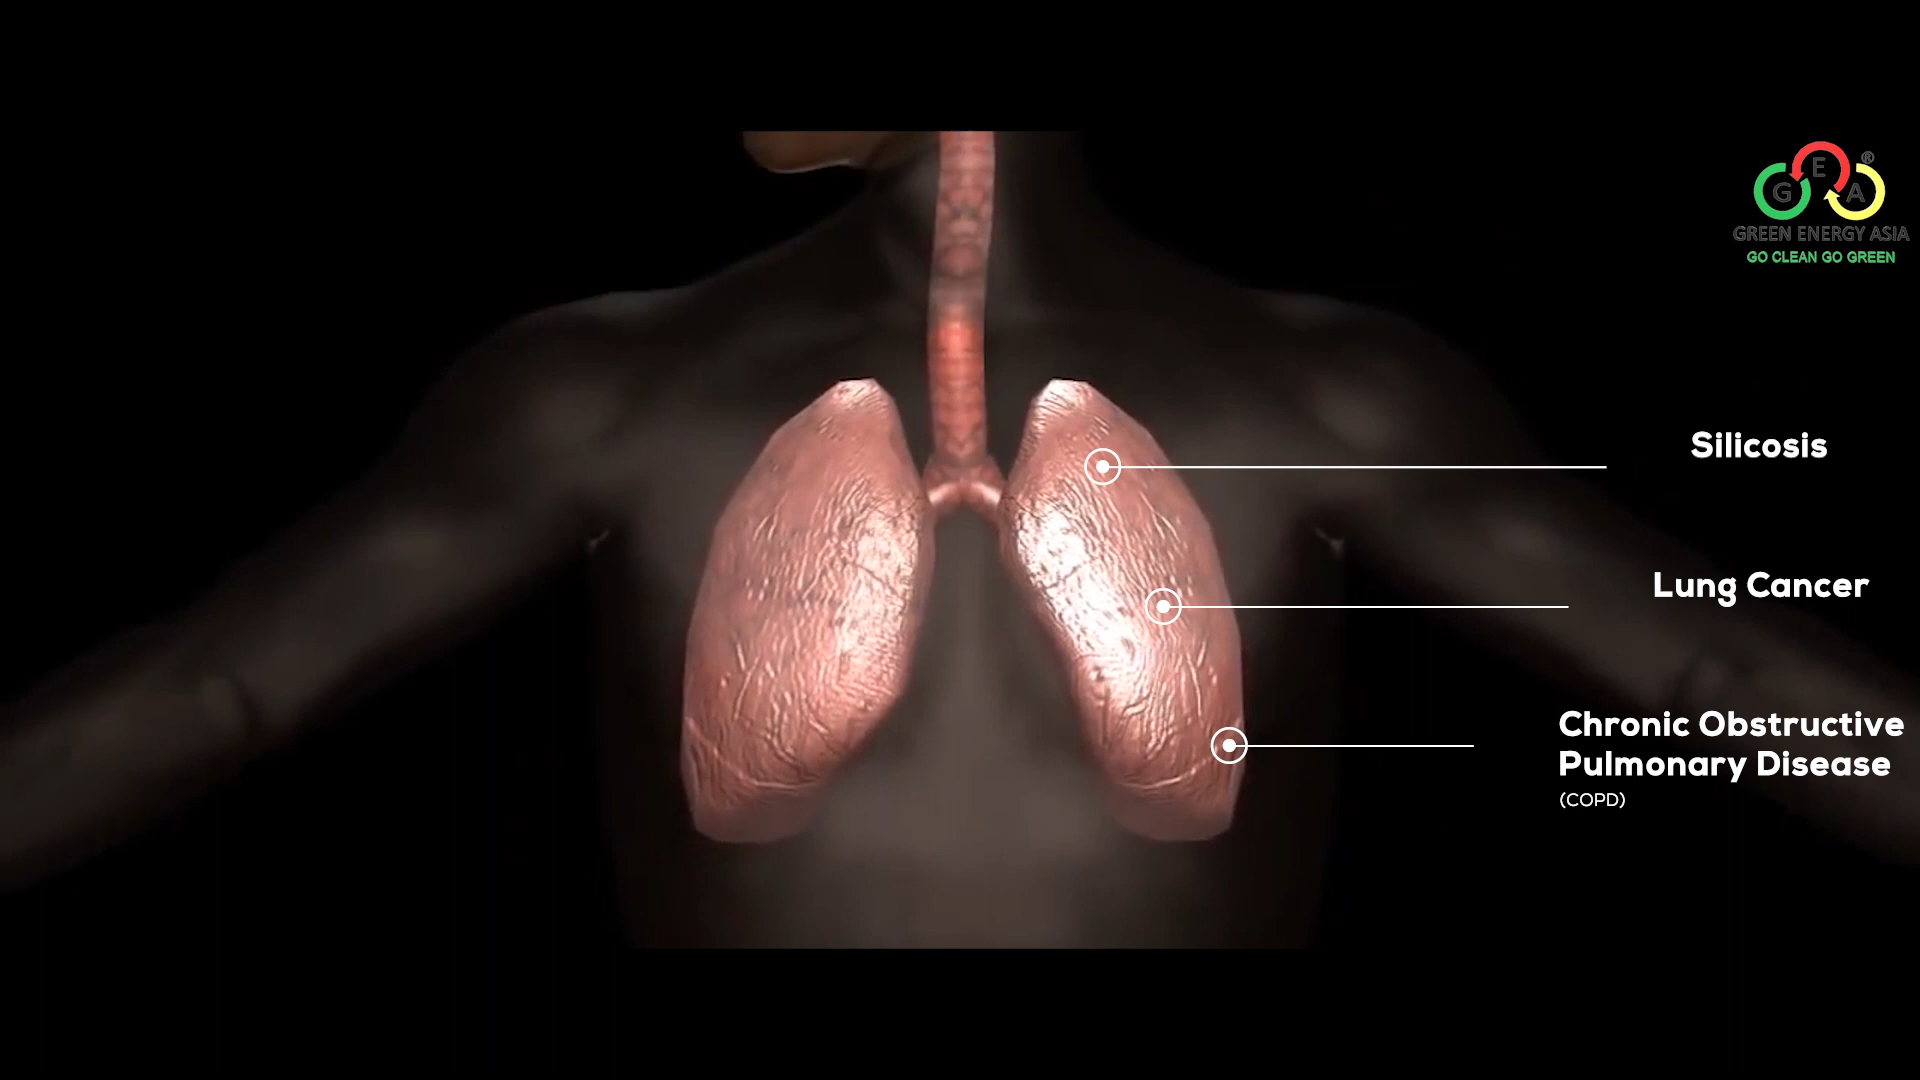 G E A ®
GREEN ENERGY ASIA
GO CLEAN GO GREEN
Silicosis
Lung Cancer
Chronic Obstructive
Pulmonary Disease
(COPD)